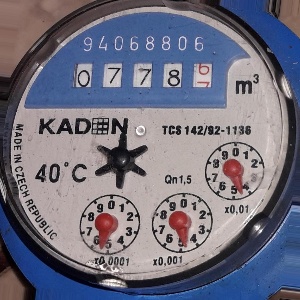 94068806
0778
m³
KADEN TCS 142/92-1136
MADE IN CZECH REPUBLIC
40°C
Qn1,5
x0,01
x0,0001 x0,001